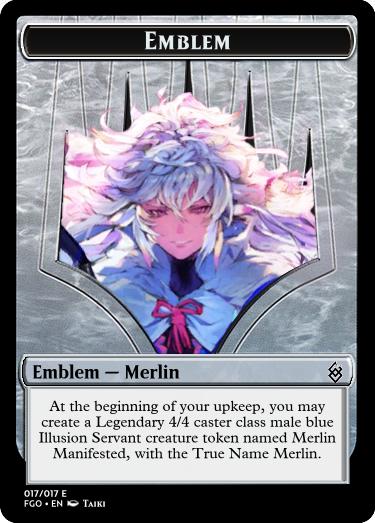 Emblem
Emblem — Merlin
At the beginning of your upkeep, you may
create a Legendary 4/4 caster class male blue
Illusion Servant creature token named Merlin
Manifested, with the True Name Merlin.
017/017 E
FGO • EN Taiki